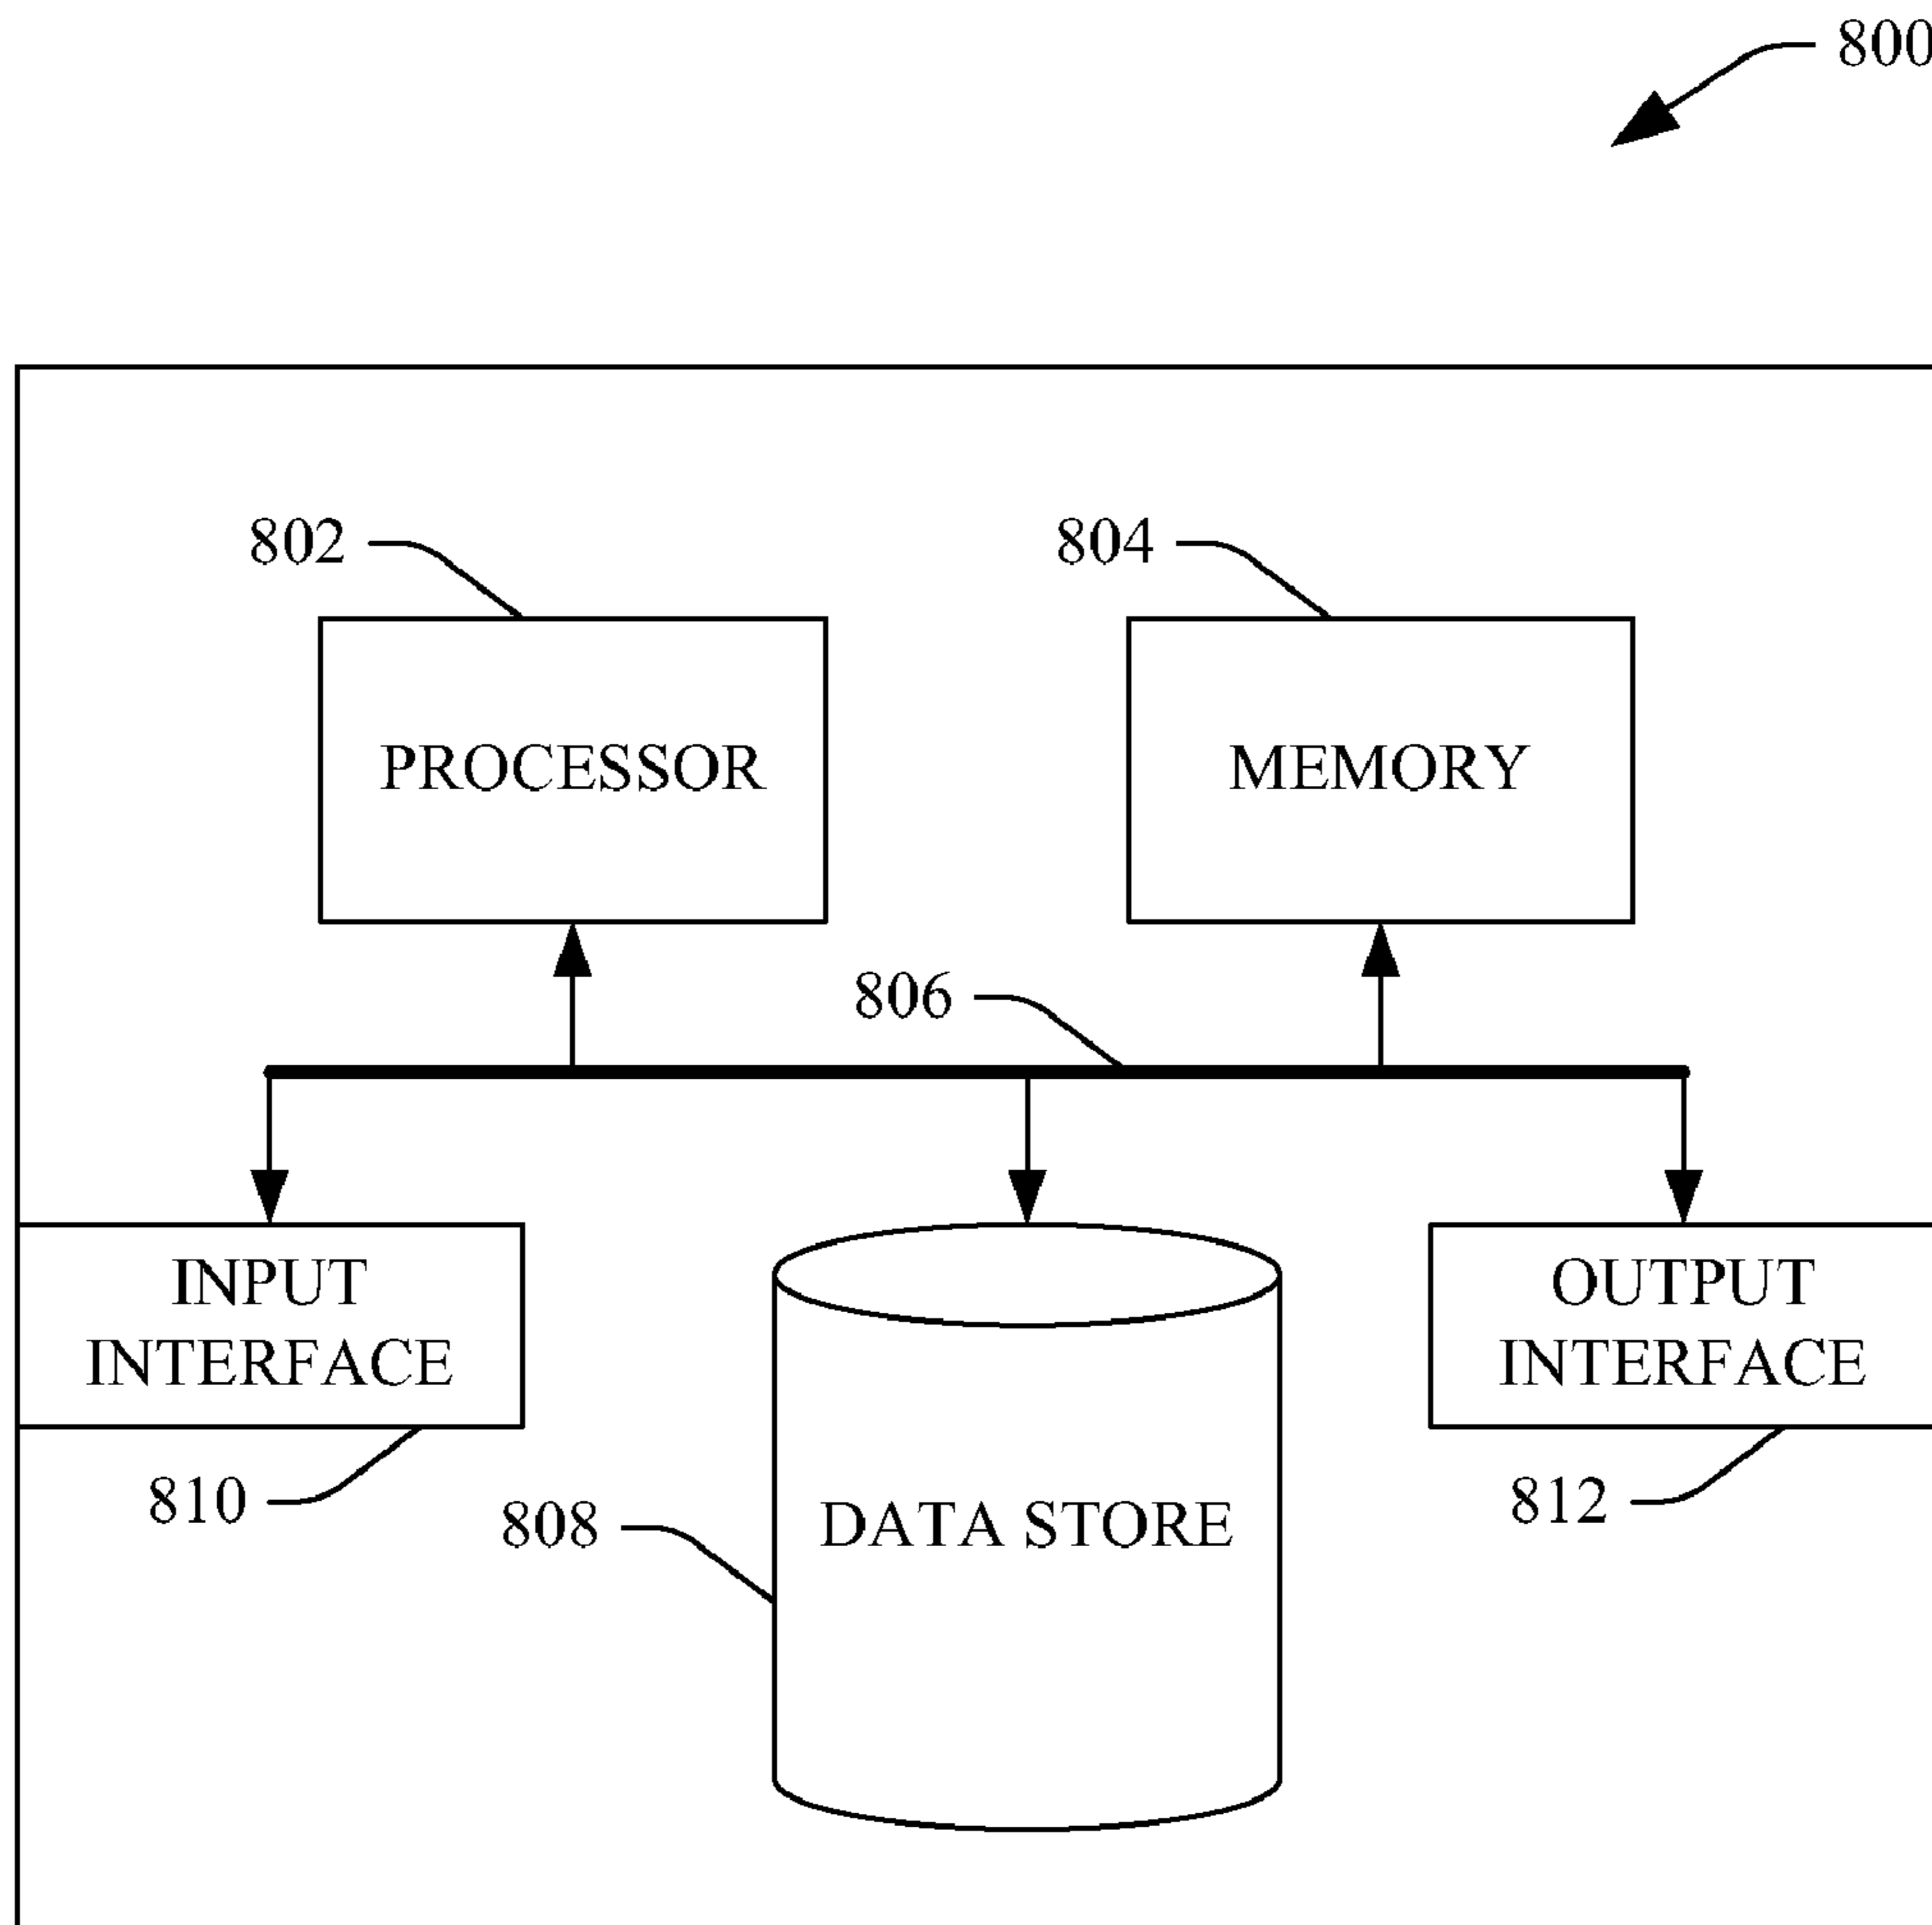 800
802
804
PROCESSOR
MEMORY
806
INPUT
INTERFACE
OUTPUT
INTERFACE
810
808
DATA STORE
812